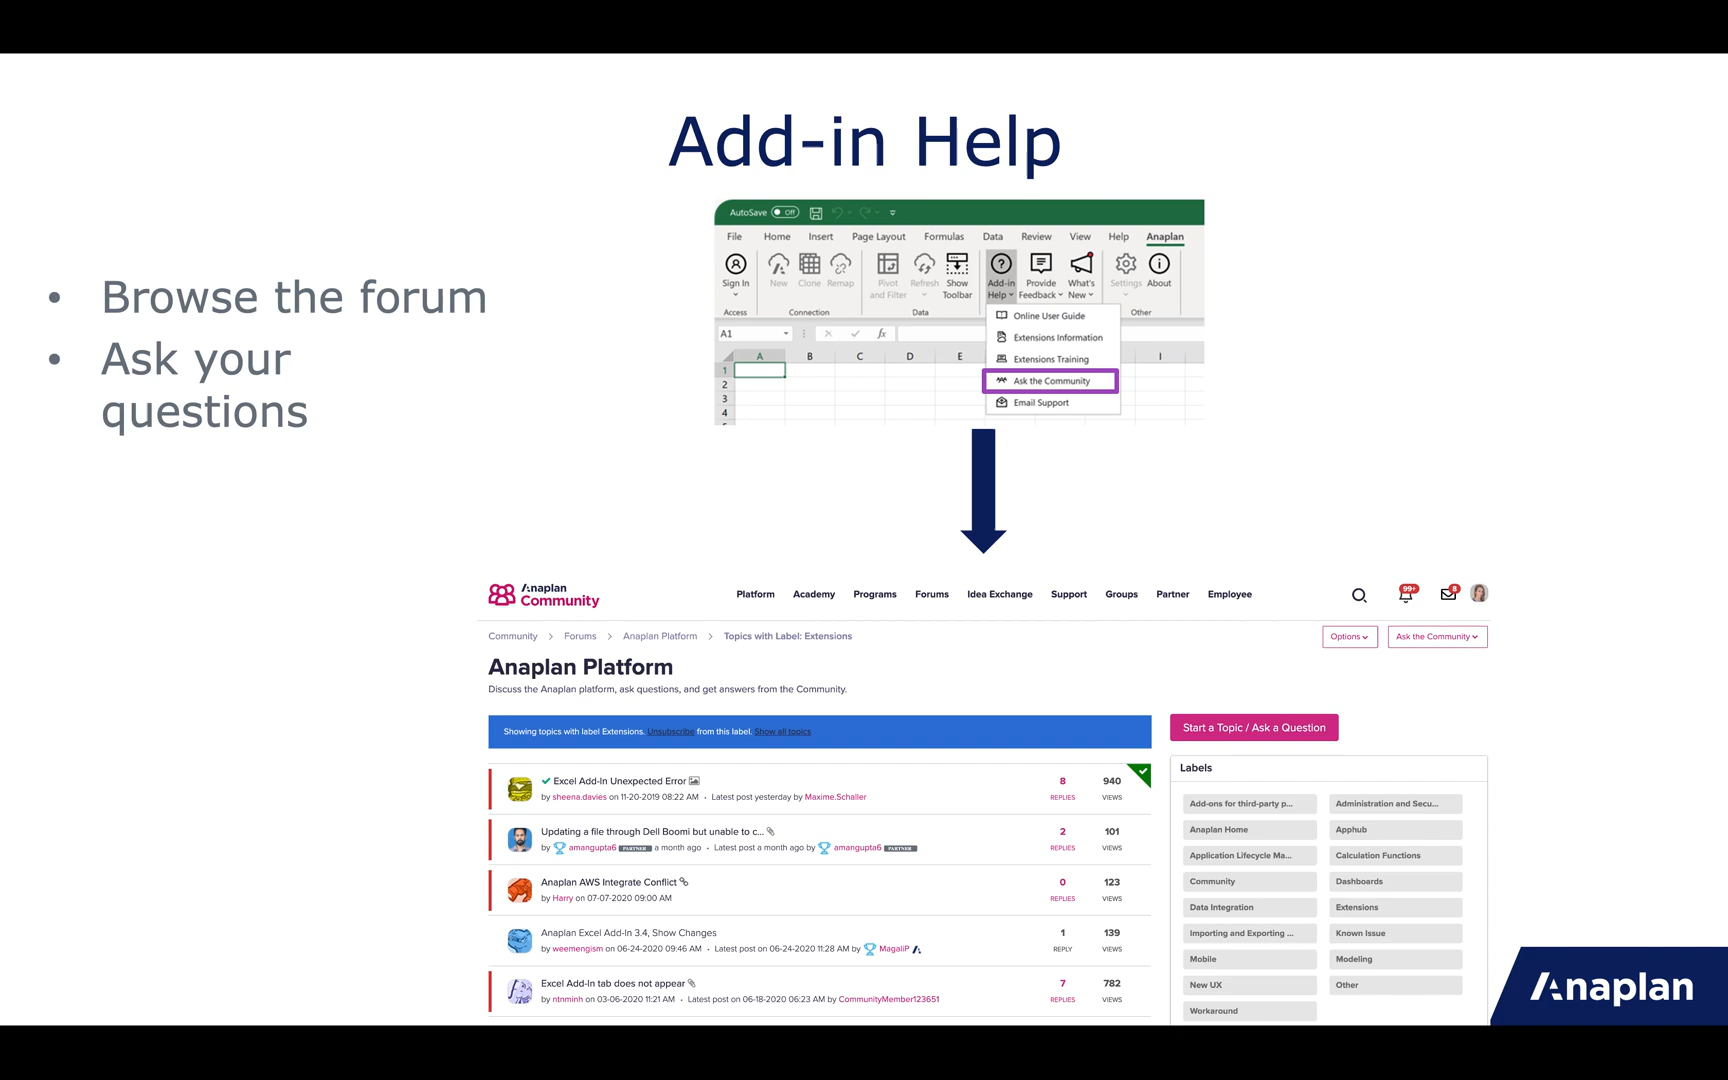 Add-in Help
• Browse the forum
• Ask your
questions
AutoSave Off
File Home Insert Page Layout Formulas Data Review View Help Anaplan
Sign In New Clone Remap Pivot and Filter Refresh Show Toolbar Add-in Help Provide Feedback What's New Settings About
Access Connection Data Other
A1 fx
A B C D E I
1
2
3
4
Online User Guide
Extensions Information
Extensions Training
Ask the Community
Email Support
Anaplan
Community
Platform Academy Programs Forums Idea Exchange Support Groups Partner Employee
99+ 8
Community > Forums > Anaplan Platform > Topics with Label: Extensions
Options Ask the Community
Anaplan Platform
Discuss the Anaplan platform, ask questions, and get answers from the Community.
Showing topics with label Extensions. Unsubscribe from this label. Show all topics
Start a Topic / Ask a Question
Excel Add-In Unexpected Error 8 940
by sheena.davies on 11-20-2019 08:22 AM • Latest post yesterday by Maxime.Schaller REPLIES VIEWS
Updating a file through Dell Boomi but unable to c... 2 101
by amangupta6 PARTNER a month ago • Latest post a month ago by amangupta6 PARTNER REPLIES VIEWS
Anaplan AWS Integrate Conflict 0 123
by Harry on 07-07-2020 09:00 AM REPLIES VIEWS
Anaplan Excel Add-In 3.4, Show Changes 1 139
by weemengism on 06-24-2020 09:46 AM • Latest post on 06-24-2020 11:28 AM by MagaliP REPLY VIEWS
Excel Add-In tab does not appear 7 782
by ntnminh on 03-06-2020 11:21 AM • Latest post on 06-18-2020 06:23 AM by CommunityMember123651 REPLIES VIEWS
Labels
Add-ons for third-party p... Administration and Secu...
Anaplan Home Apphub
Application Lifecycle Ma... Calculation Functions
Community Dashboards
Data Integration Extensions
Importing and Exporting ... Known Issue
Mobile Modeling
New UX Other
Workaround
Anaplan